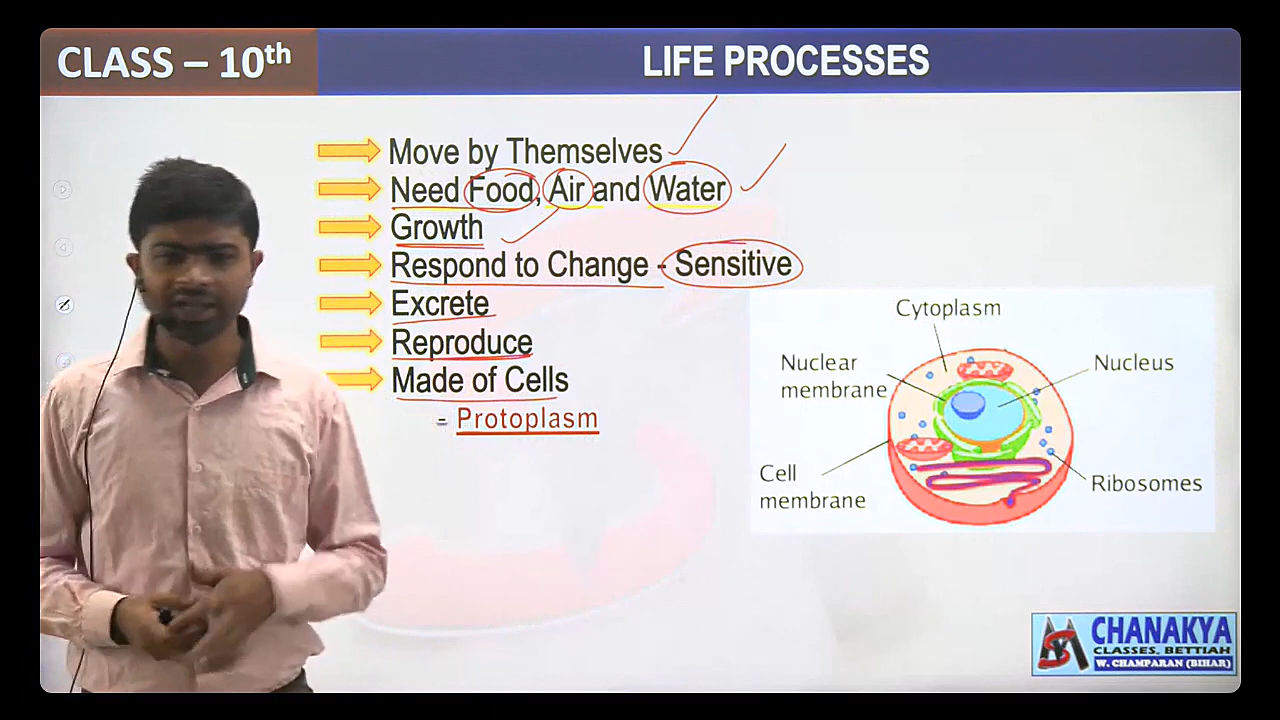 CLASS – 10th
LIFE PROCESSES
Move by Themselves
Need Food, Air and Water
Growth
Respond to Change - Sensitive
Excrete
Reproduce
Made of Cells
- Protoplasm
Cytoplasm
Nuclear
membrane
Nucleus
Cell
membrane
Ribosomes
CHANAKYA
CLASSES, BETTIAH
W. CHAMPARAN (BIHAR)